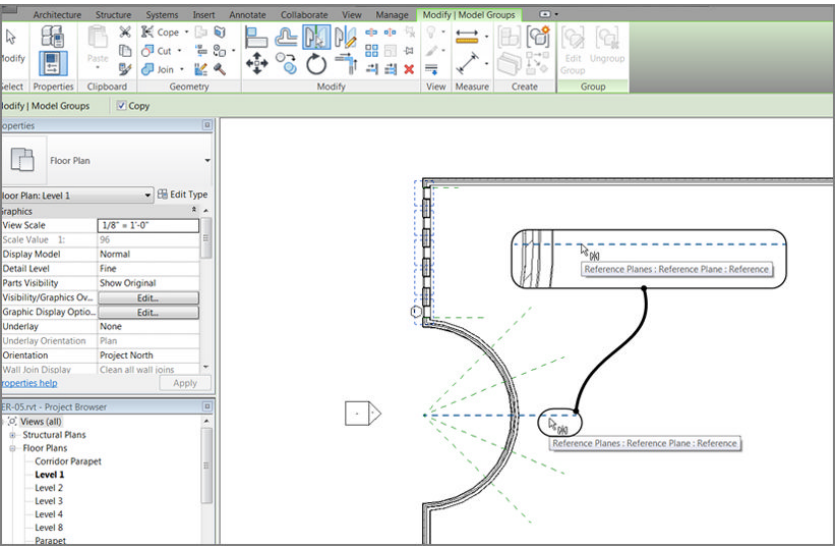 Architecture Structure Systems Insert Annotate Collaborate View Manage Modify | Model Groups
Modify
Paste
Cope
Cut
Join
Edit Group
Ungroup
Select Properties Clipboard Geometry Modify View Measure Create Group
Modify | Model Groups Copy
Properties
Floor Plan
Floor Plan: Level 1 Edit Type
Graphics
View Scale 1/8" = 1'-0"
Scale Value 1: 96
Display Model Normal
Detail Level Fine
Parts Visibility Show Original
Visibility/Graphics Ov... Edit...
Graphic Display Optio... Edit...
Underlay None
Underlay Orientation Plan
Orientation Project North
Wall Join Display Clean all wall joins
Properties help Apply
ER-05.rvt - Project Browser
Views (all)
Structural Plans
Floor Plans
Corridor Parapet
Level 1
Level 2
Level 3
Level 4
Level 8
Parapet
Reference Planes : Reference Plane : Reference
Reference Planes : Reference Plane : Reference